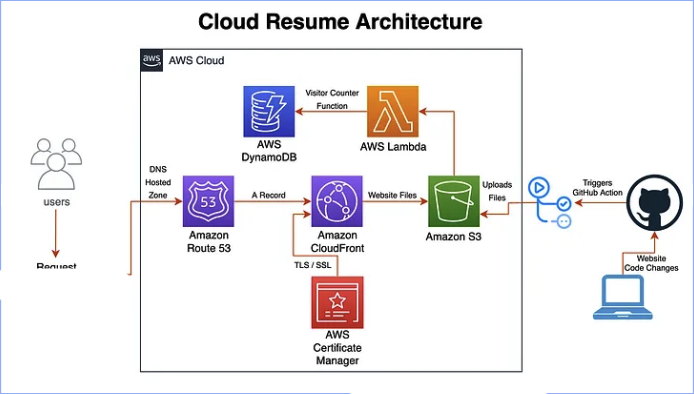 Cloud Resume Architecture
aws
AWS Cloud
Visitor Counter
Function
AWS
DynamoDB
AWS Lambda
users
Request
DNS
Hosted
Zone
53
Amazon
Route 53
A Record
Amazon
CloudFront
Website Files
Amazon S3
Uploads
Files
Triggers
GitHub Action
Website
Code Changes
TLS / SSL
AWS
Certificate
Manager